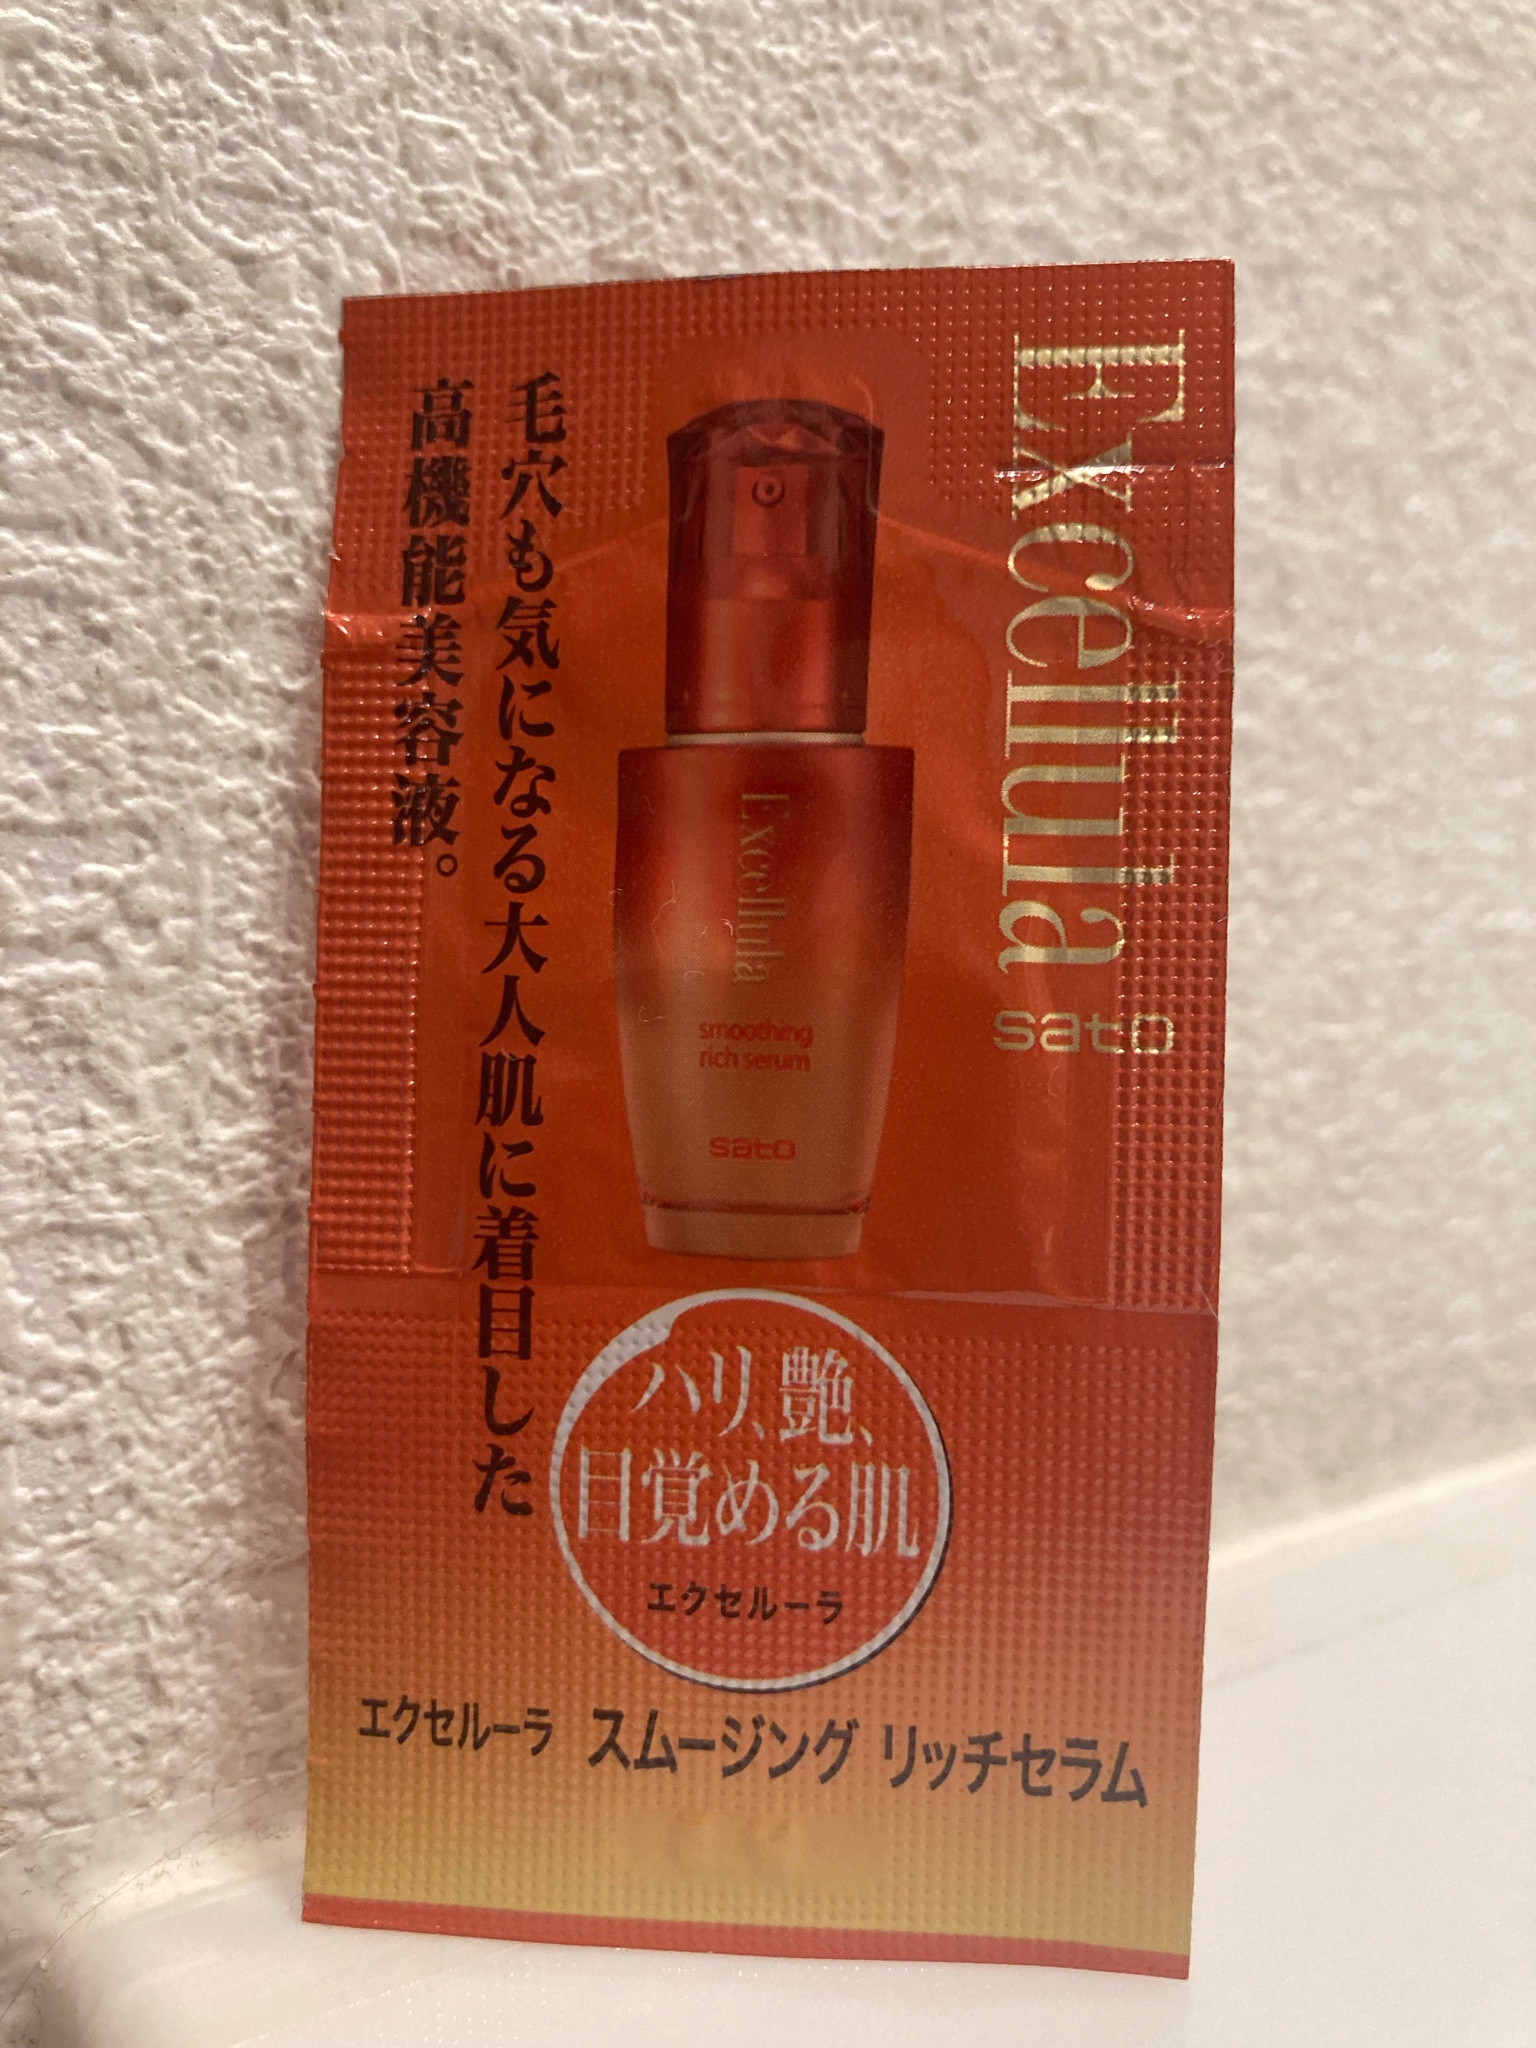 Excellula
sato
毛穴も気になる大人肌に着目した
高機能美容液。
Excellula
smoothing
rich serum
sato
ハリ、艶、
目覚める肌
エクセルーラ
エクセルーラ スムージング リッチセラム